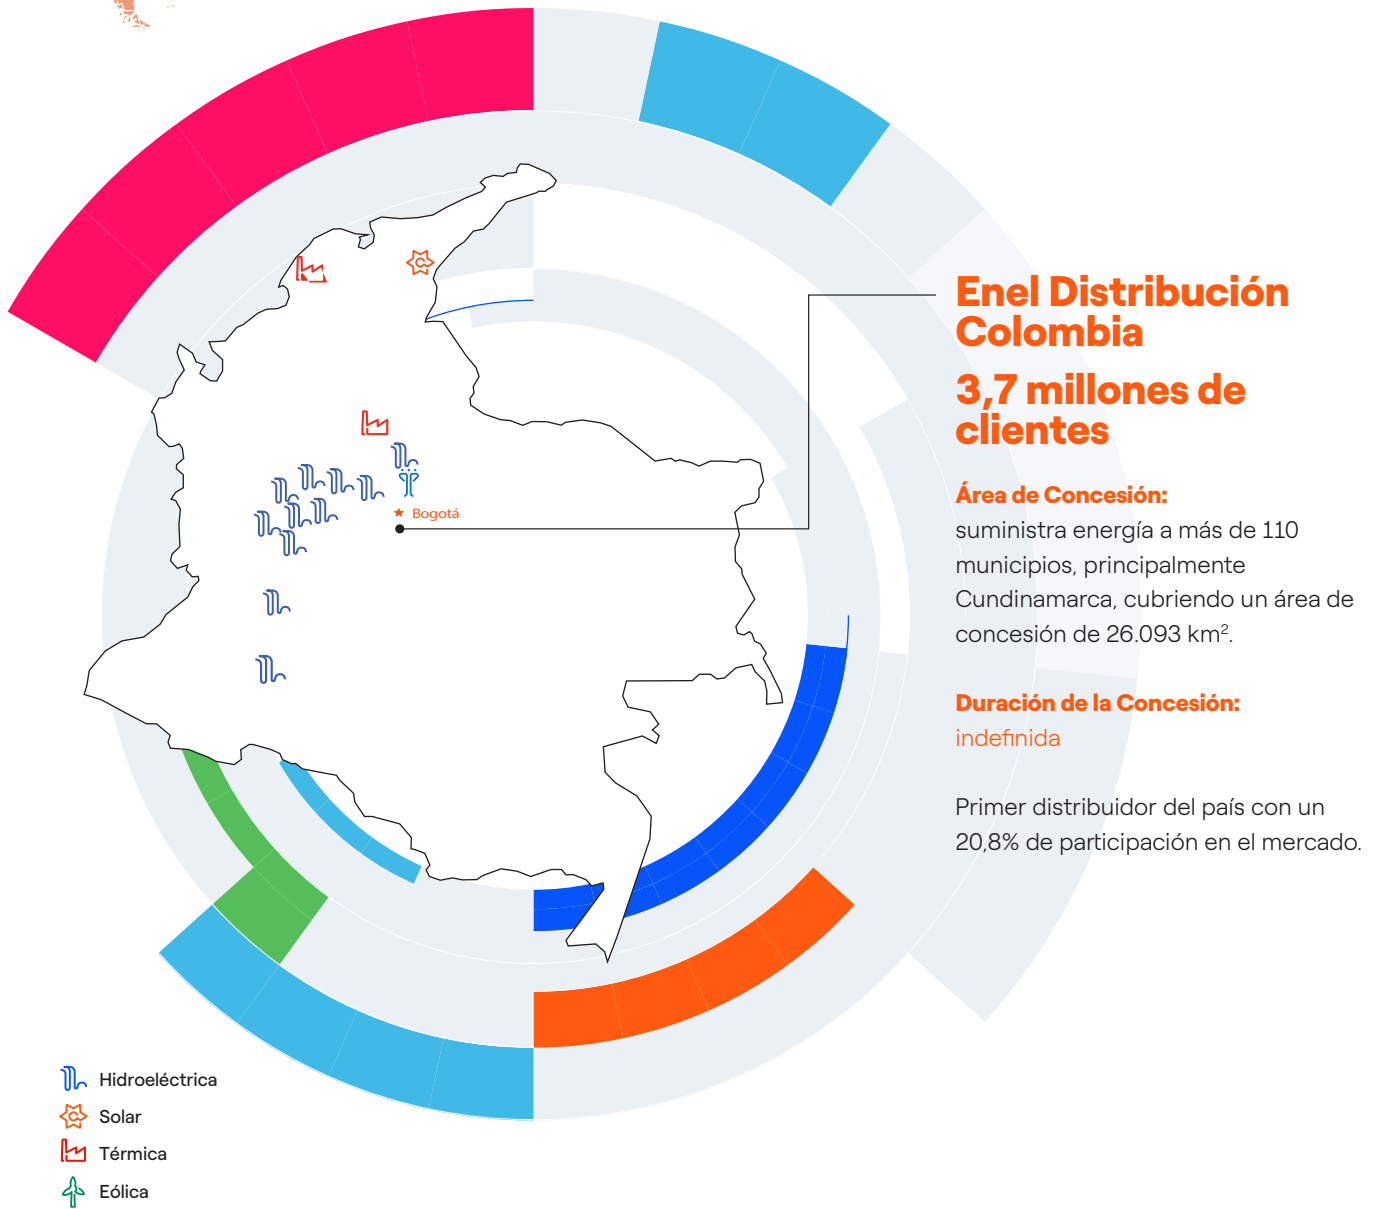 Enel Distribución
Colombia
3,7 millones de
clientes
Área de Concesión:
suministra energía a más de 110
municipios, principalmente
Cundinamarca, cubriendo un área de
concesión de 26.093 km².
Duración de la Concesión:
indefinida
Primer distribuidor del país con un
20,8% de participación en el mercado.
Bogotá
Hidroeléctrica
Solar
Térmica
Eólica